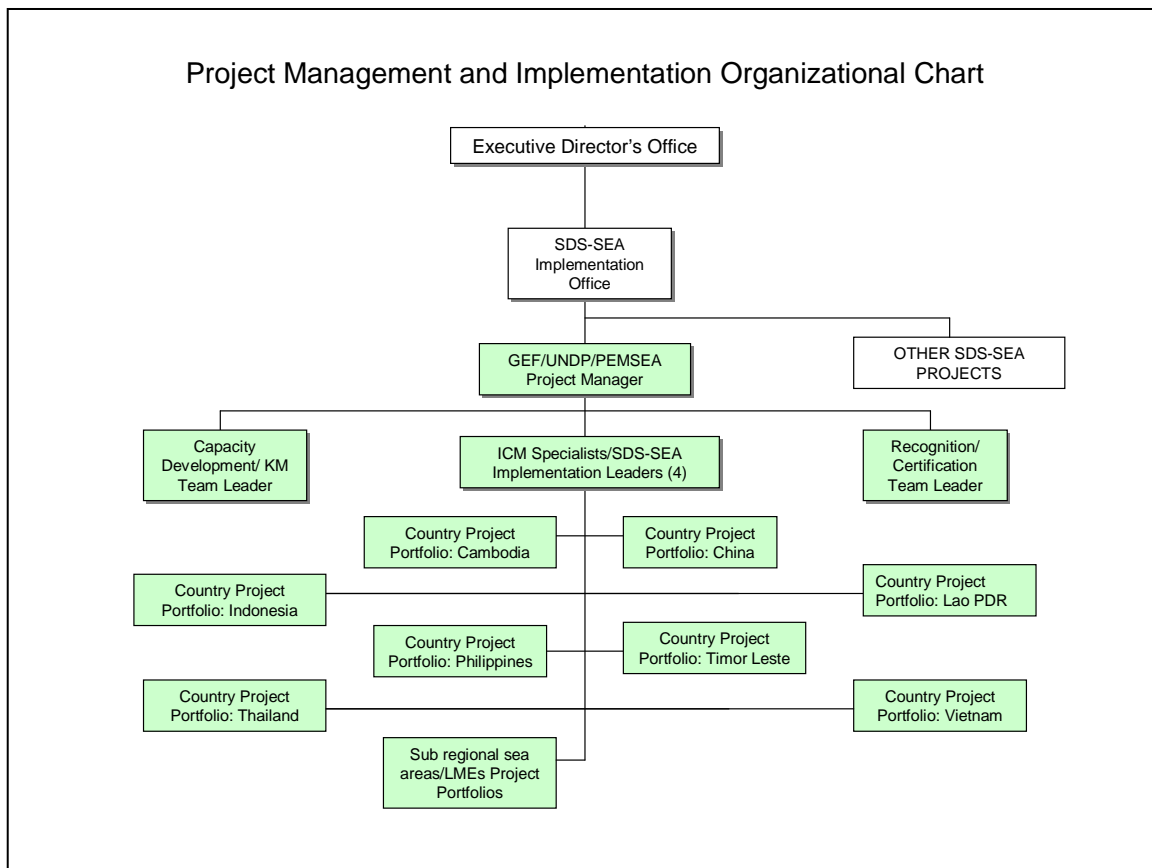 Project Management and Implementation Organizational Chart
Executive Director's Office
SDS-SEA
Implementation
Office
GEF/UNDP/PEMSEA
Project Manager
OTHER SDS-SEA
PROJECTS
Capacity
Development/ KM
Team Leader
ICM Specialists/SDS-SEA
Implementation Leaders (4)
Recognition/
Certification
Team Leader
Country Project
Portfolio: Cambodia
Country Project
Portfolio: China
Country Project
Portfolio: Indonesia
Country Project
Portfolio: Lao PDR
Country Project
Portfolio: Philippines
Country Project
Portfolio: Timor Leste
Country Project
Portfolio: Thailand
Country Project
Portfolio: Vietnam
Sub regional sea
areas/LMEs Project
Portfolios